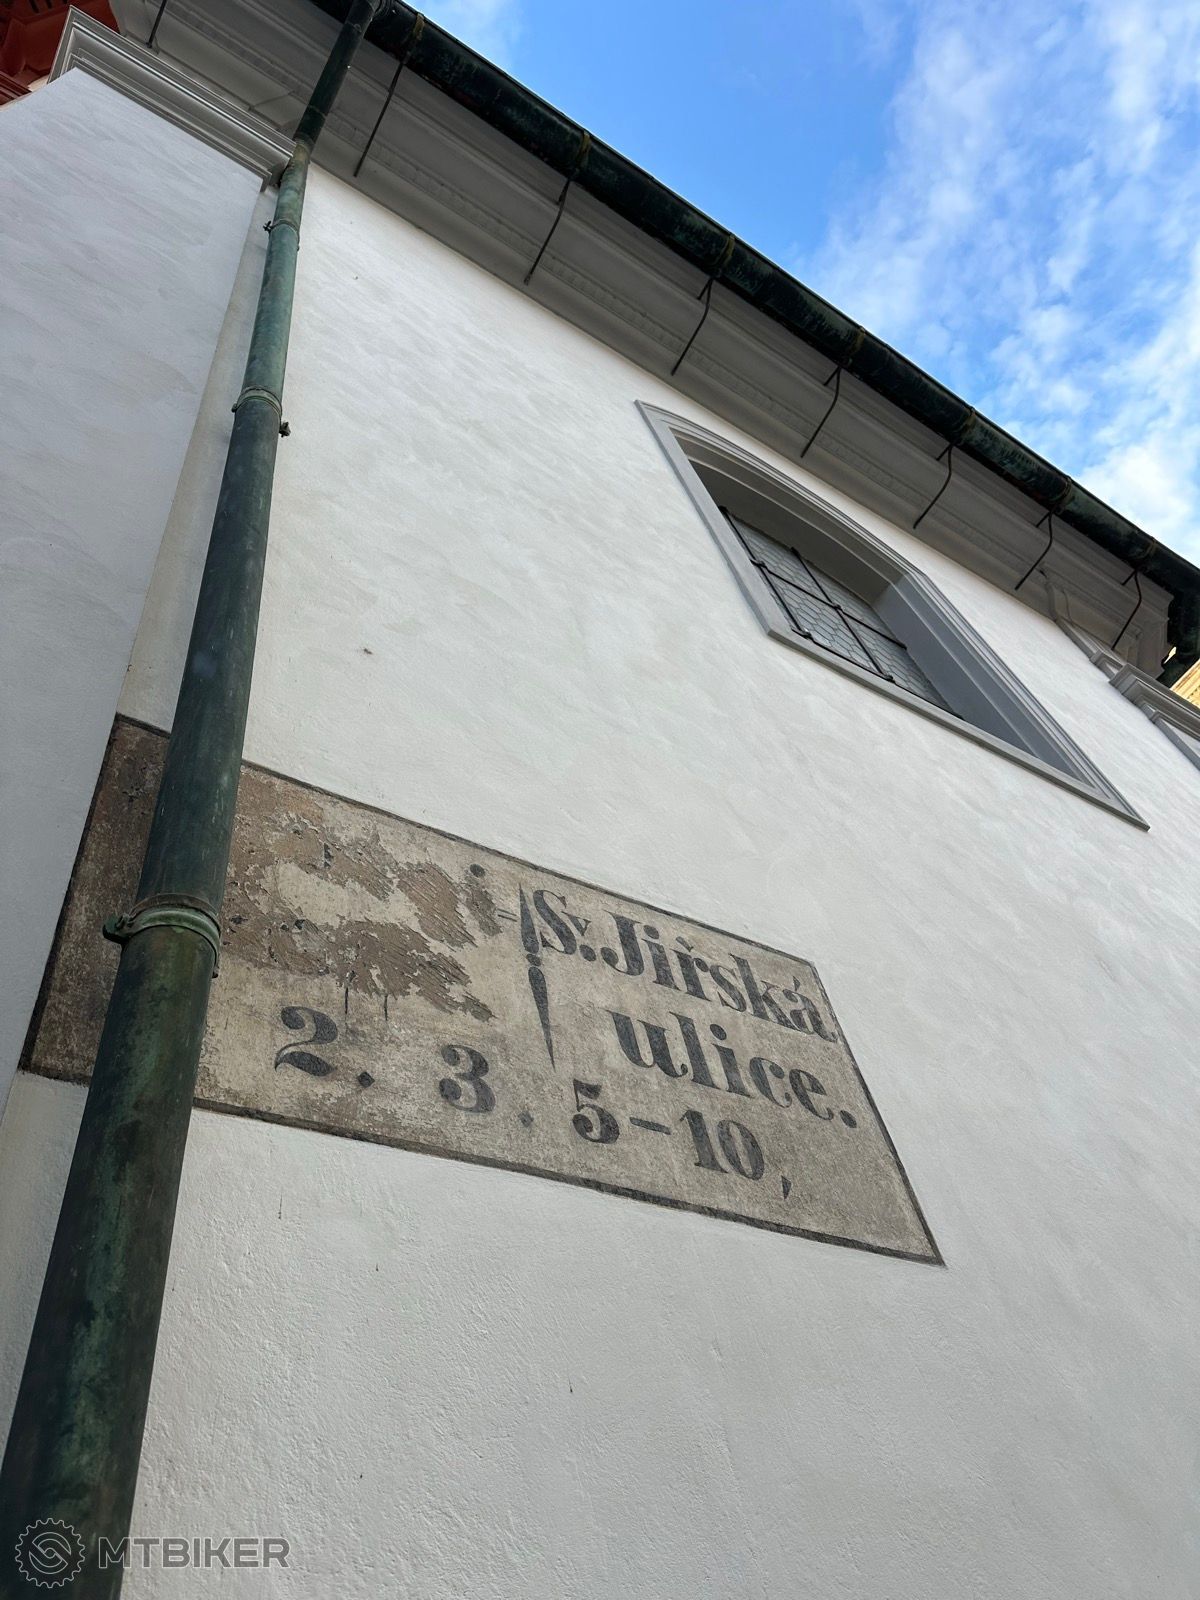 Sv. Jiřská
ulice.
2. 3. 5-10,
MTBIKER